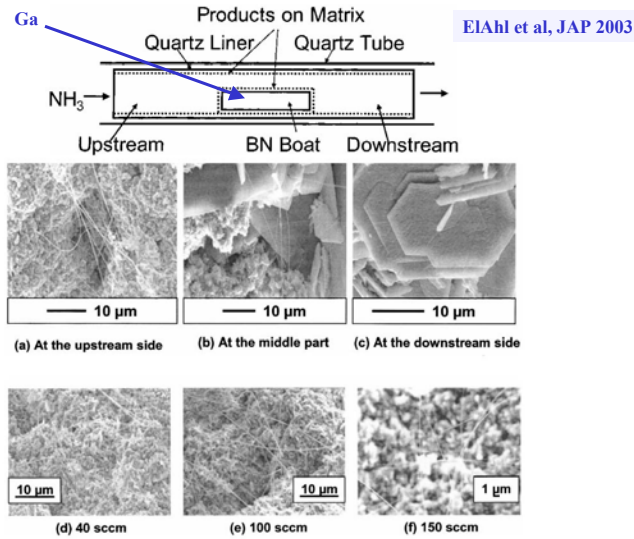 Ga
Products on Matrix
ElAhl et al, JAP 2003
Quartz Liner Quartz Tube
NH3
Upstream BN Boat Downstream
10 µm 10 µm 10 µm
(a) At the upstream side (b) At the middle part (c) At the downstream side
10 µm 10 µm 1 µm
(d) 40 sccm (e) 100 sccm (f) 150 sccm